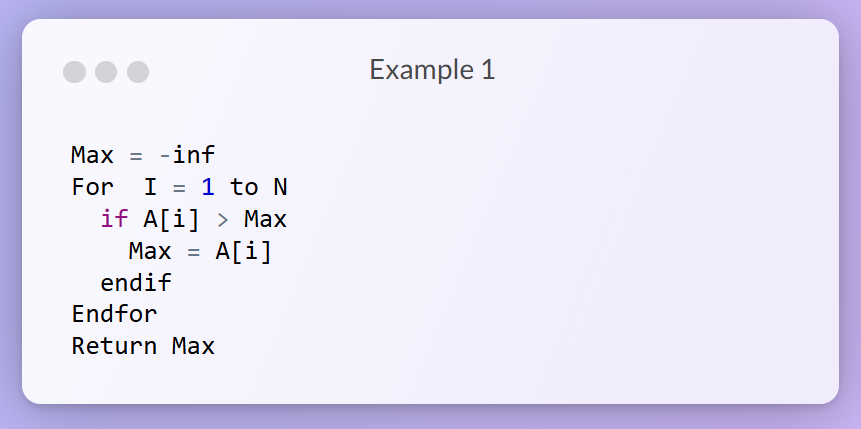 Example 1
Max = -inf
For  I = 1 to N
  if A[i] > Max
    Max = A[i]
  endif
Endfor
Return Max